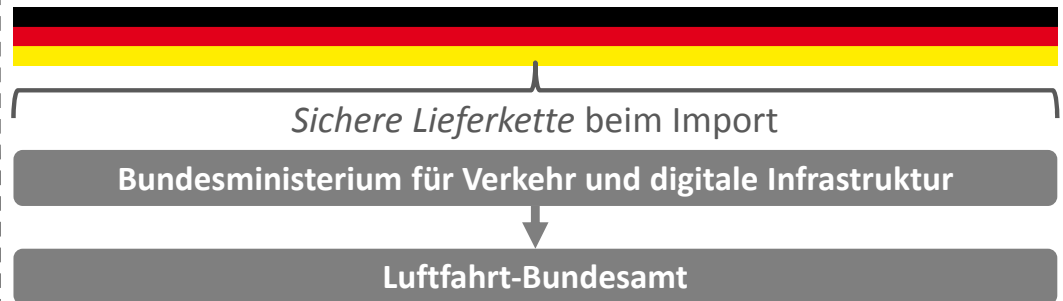 Sichere Lieferkette beim Import
Bundesministerium für Verkehr und digitale Infrastruktur
Luftfahrt-Bundesamt